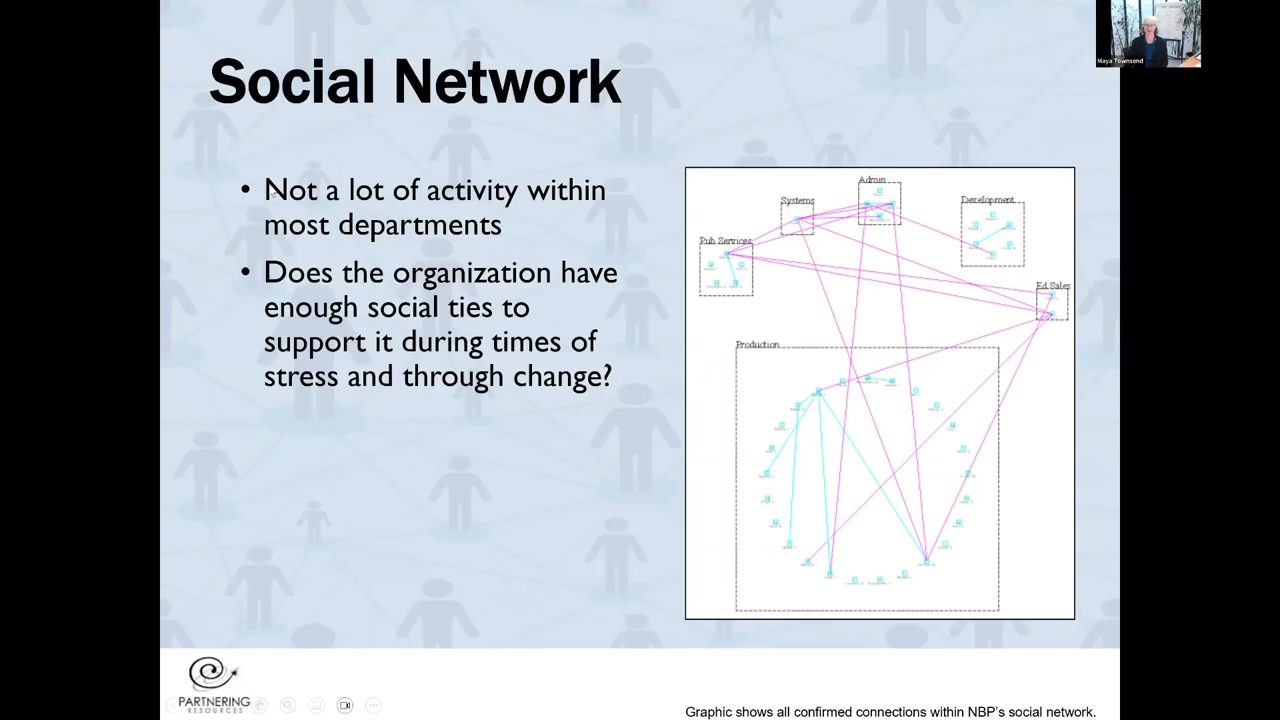 Social Network
Maya Townsend
• Not a lot of activity within
most departments
• Does the organization have
enough social ties to
support it during times of
stress and through change?
Admin
Systems
Development
Pub Services
Ed Sales
Production
PARTNERING
RESOURCES
Graphic shows all confirmed connections within NBP's social network.